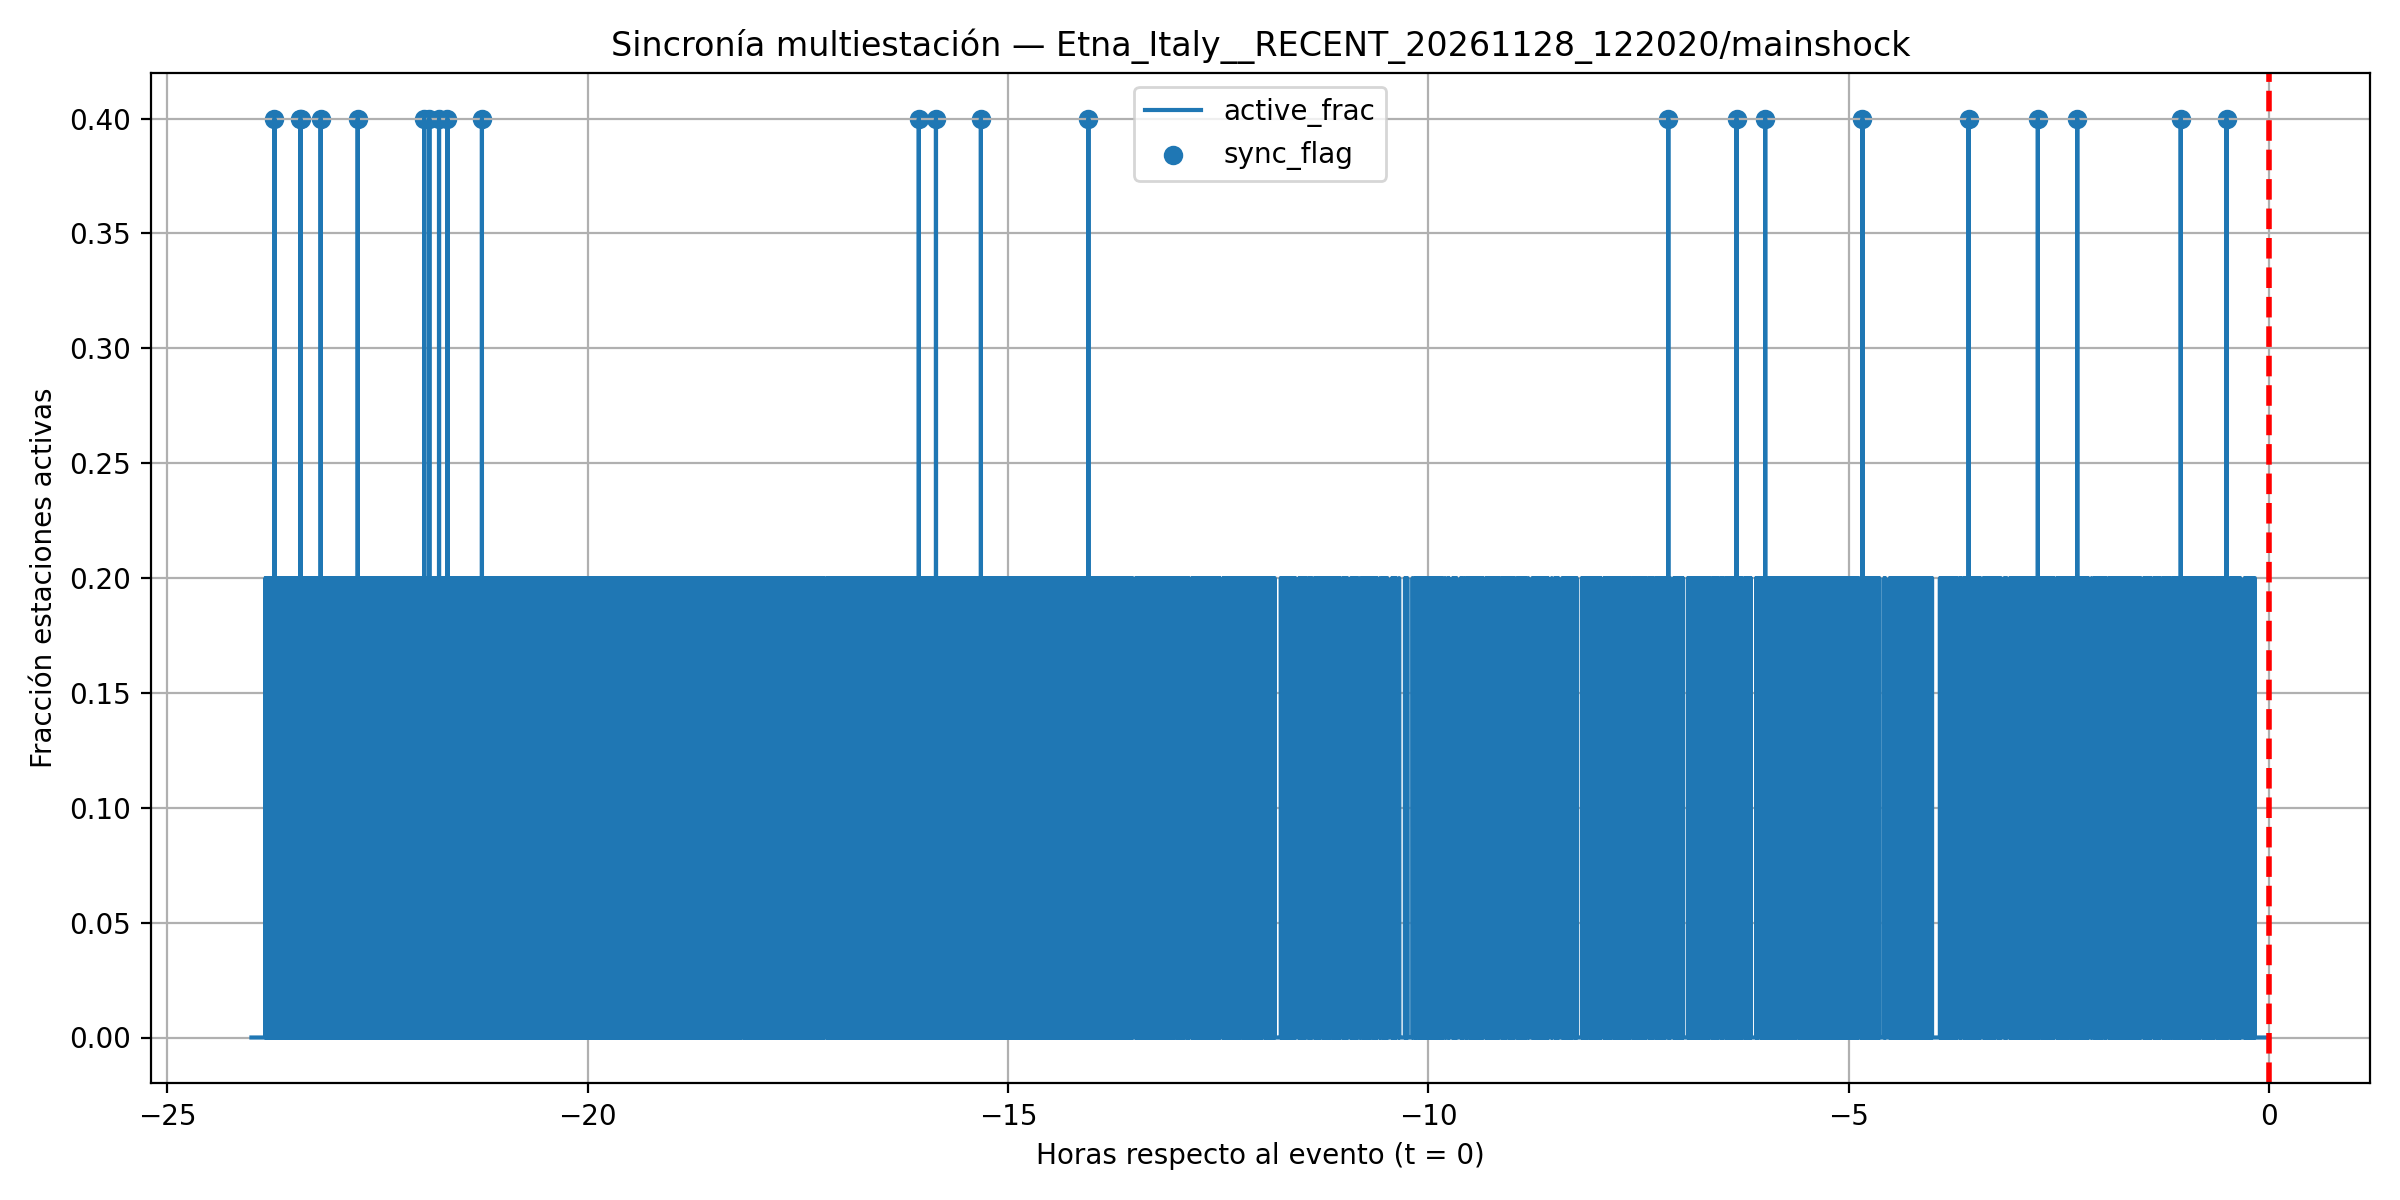 Sincronía multiestación — Etna_Italy__RECENT_20261128_122020/mainshock
active_frac
sync_flag
Fracción estaciones activas
0.40
0.35
0.30
0.25
0.20
0.15
0.10
0.05
0.00
−25 −20 −15 −10 −5 0
Horas respecto al evento (t = 0)